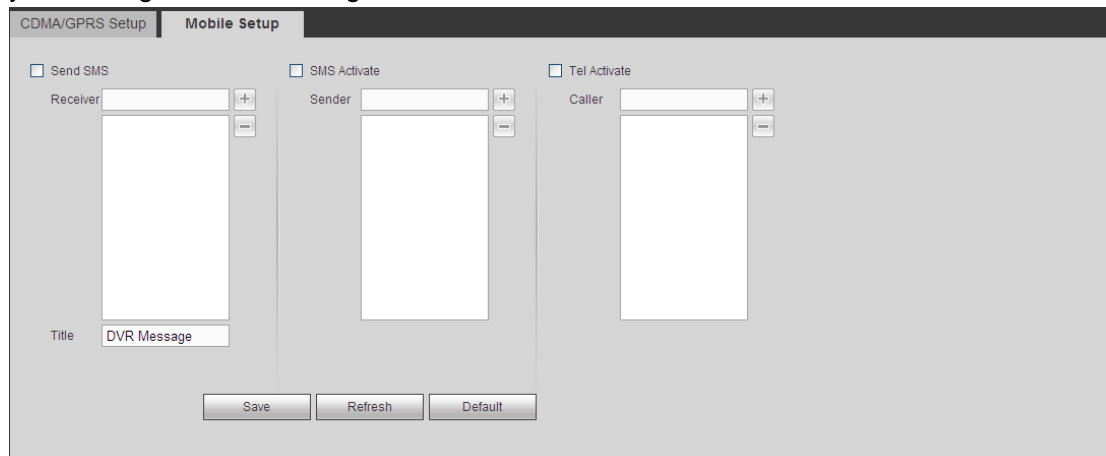 CDMA/GPRS Setup Mobile Setup
Send SMS SMS Activate Tel Activate
Receiver + Sender + Caller +
– – –
Title DVR Message
Save Refresh Default